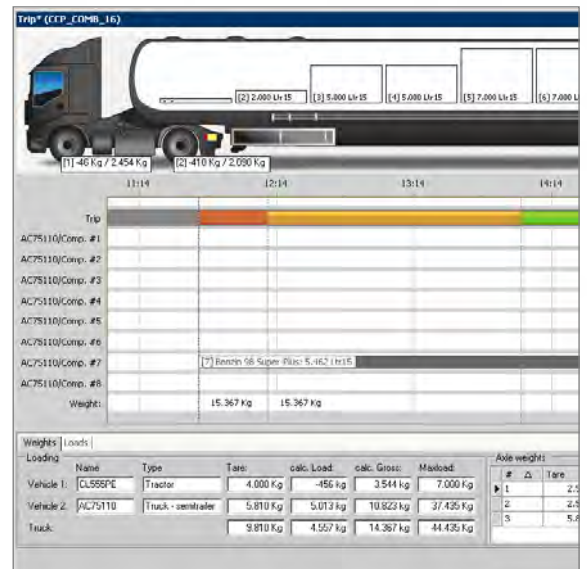 Trip* (CCP_COMB_16)
[2] 2.000 Ltr15 [3] 5.000 Ltr15 [4] 5.000 Ltr15 [5] 7.000 Ltr15 [6] 7.000 L
[1] -46 Kg / 2.454 Kg [2] -410 Kg / 2.090 Kg
11:14 12:14 13:14 14:14
Trip
AC75110/Comp. #1
AC75110/Comp. #2
AC75110/Comp. #3
AC75110/Comp. #4
AC75110/Comp. #5
AC75110/Comp. #6
AC75110/Comp. #7 [7] Benzin 98 Super Plus: 5.462 Ltr15
AC75110/Comp. #8
Weight: 15.367 Kg 15.367 Kg
Weights Loads
Loading Axle weights
Name Type Tare: calc. Load: calc. Gross: Maxload: # Δ Tare
Vehicle 1: CL555PE Tractor 4.000 Kg -456 kg 3.544 kg 7.000 Kg 1 2.5
Vehicle 2: AC75110 Truck - semitrailer 5.810 Kg 5.013 kg 10.823 kg 37.435 Kg 2 2.5
Truck: 9.810 Kg 4.557 kg 14.367 kg 44.435 Kg 3 5.8